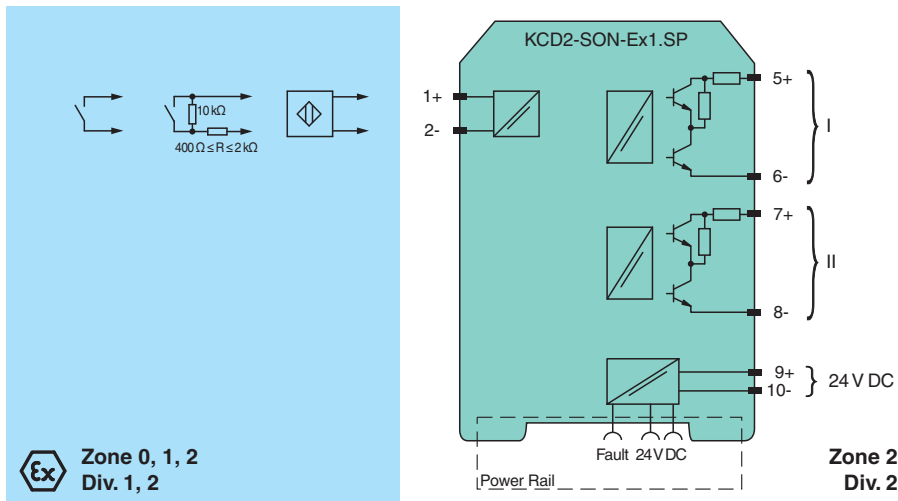 KCD2-SON-Ex1.SP
1+
2-
10 kΩ
400 Ω ≤ R ≤ 2 kΩ
5+
I
6-
7+
II
8-
9+
10-
24 V DC
Fault 24 V DC
Power Rail
Ex
Zone 0, 1, 2
Div. 1, 2
Zone 2
Div. 2